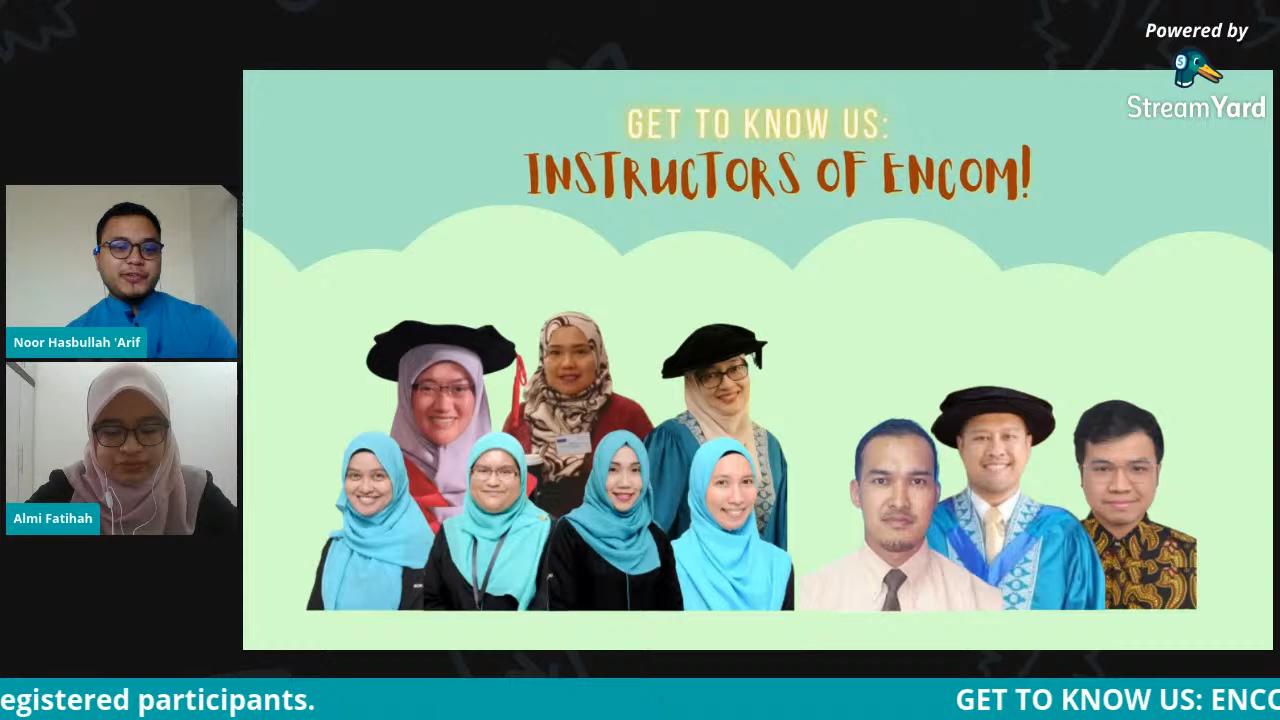 Powered by
StreamYard
GET TO KNOW US:
INSTRUCTORS OF ENCOM!
Noor Hasbullah 'Arif
Almi Fatihah
egistered participants.
GET TO KNOW US: ENCO